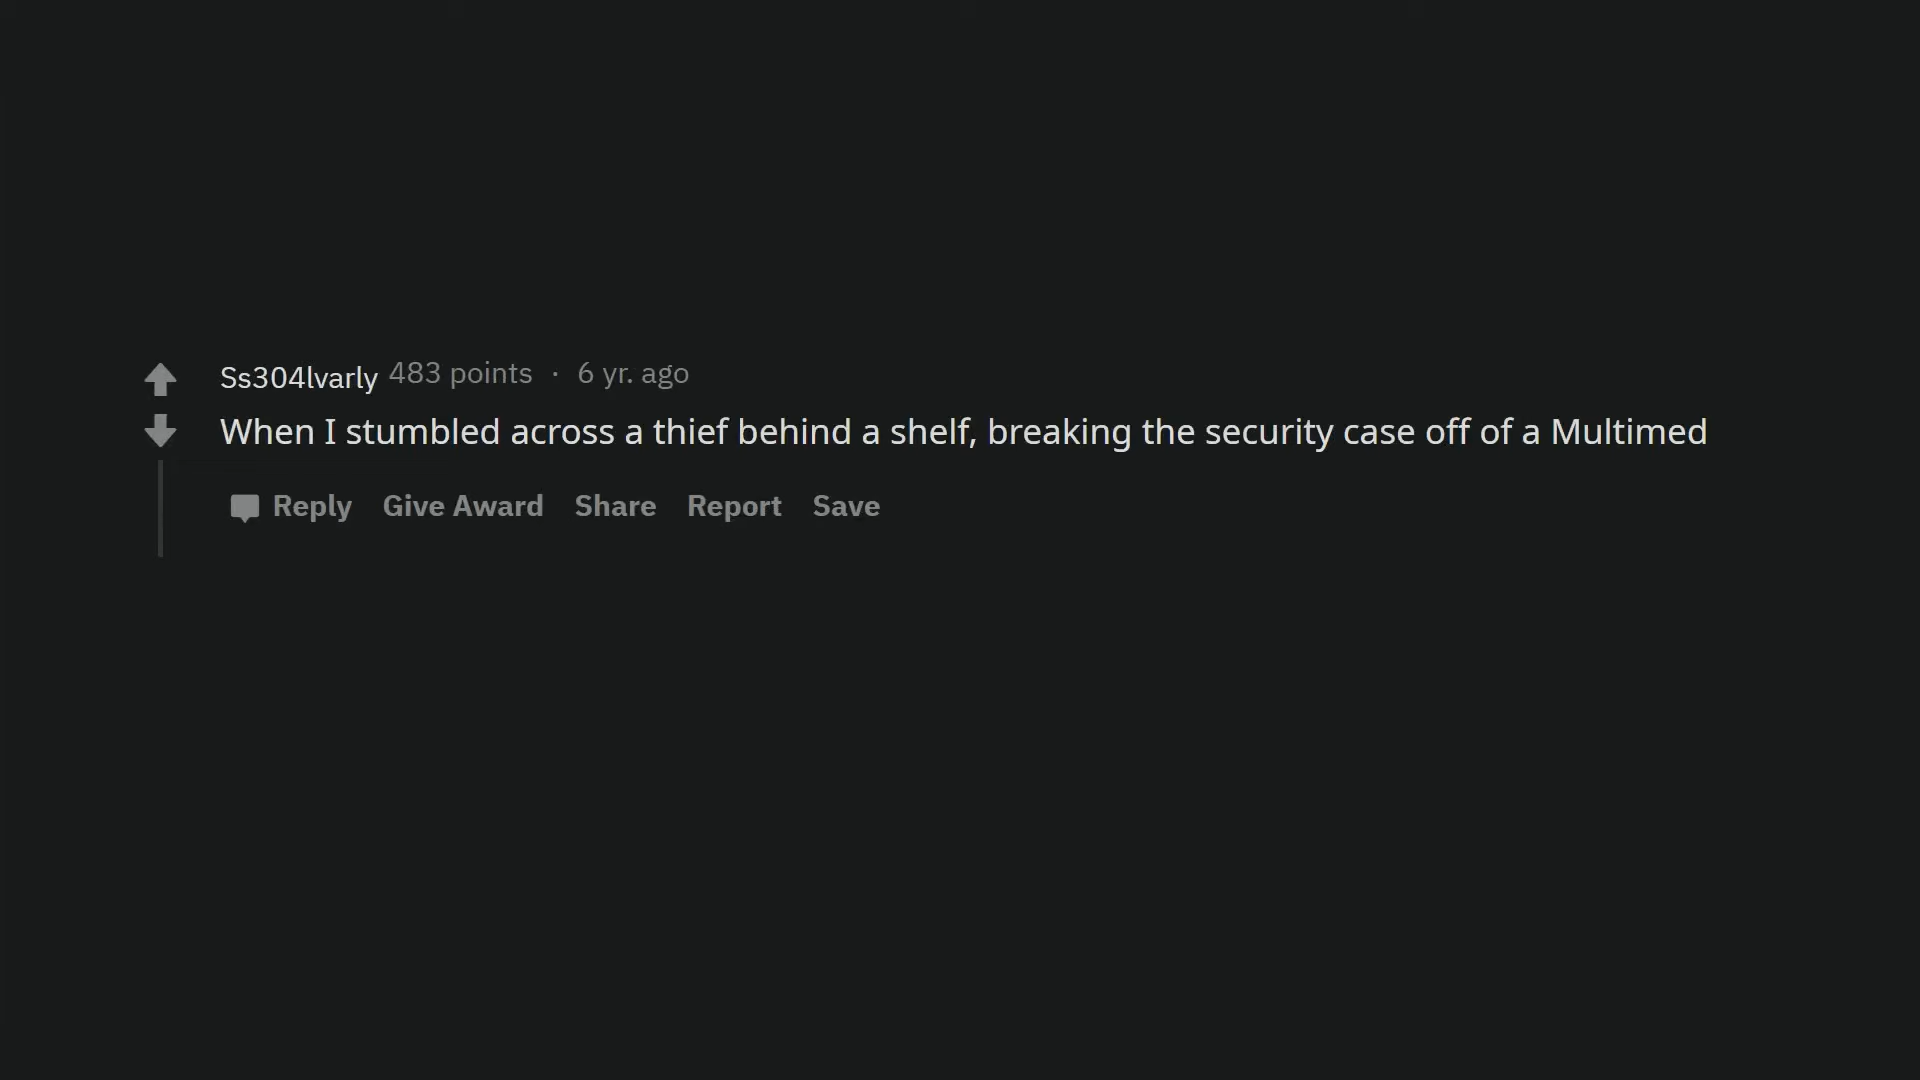 Ss304lvarly 483 points · 6 yr. ago
When I stumbled across a thief behind a shelf, breaking the security case off of a Multimed
Reply Give Award Share Report Save